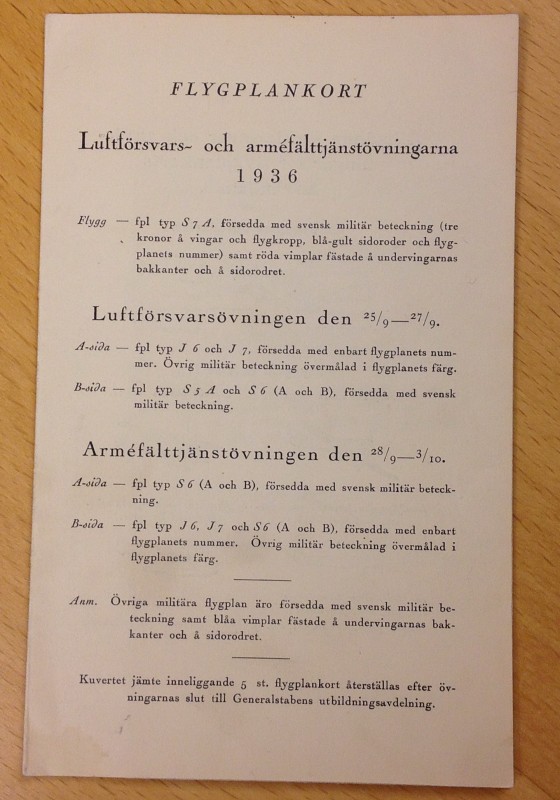 FLYGPLANKORT
Luftförsvars- och arméfälttjänstövningarna
1936
Flygg — fpl typ S 7 A, försedda med svensk militär beteckning (tre
kronor å vingar och flygkropp, blå-gult sidoroder och flyg-
planets nummer) samt röda vimplar fästade å undervingarnas
bakkanter och å sidorodret.
Luftförsvarsövningen den 25/9—27/9.
A-sida — fpl typ J 6 och J 7, försedda med enbart flygplanets num-
mer. Övrig militär beteckning övermålad i flygplanets färg.
B-sida — fpl typ S 5 A och S 6 (A och B), försedda med svensk
militär beteckning.
Arméfälttjänstövningen den 28/9—3/10.
A-sida — fpl typ S 6 (A och B), försedda med svensk militär beteck-
ning.
B-sida — fpl typ J 6, J 7 och S 6 (A och B), försedda med enbart
flygplanets nummer. Övrig militär beteckning övermålad i
flygplanets färg.
Anm. Övriga militära flygplan äro försedda med svensk militär be-
teckning samt blåa vimplar fästade å undervingarnas bak-
kanter och å sidorodret.
Kuvertet jämte inneliggande 5 st. flygplankort återställas efter öv-
ningarnas slut till Generalstabens utbildningsavdelning.